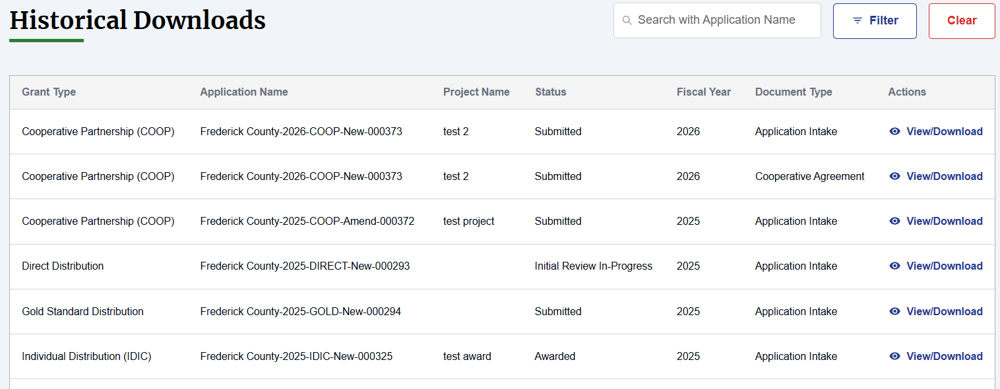 Historical Downloads
Search with Application Name
Filter
Clear
Grant Type Application Name Project Name Status Fiscal Year Document Type Actions
Cooperative Partnership (COOP) Frederick County-2026-COOP-New-000373 test 2 Submitted 2026 Application Intake View/Download
Cooperative Partnership (COOP) Frederick County-2026-COOP-New-000373 test 2 Submitted 2026 Cooperative Agreement View/Download
Cooperative Partnership (COOP) Frederick County-2025-COOP-Amend-000372 test project Submitted 2025 Application Intake View/Download
Direct Distribution Frederick County-2025-DIRECT-New-000293 Initial Review In-Progress 2025 Application Intake View/Download
Gold Standard Distribution Frederick County-2025-GOLD-New-000294 Submitted 2025 Application Intake View/Download
Individual Distribution (IDIC) Frederick County-2025-IDIC-New-000325 test award Awarded 2025 Application Intake View/Download